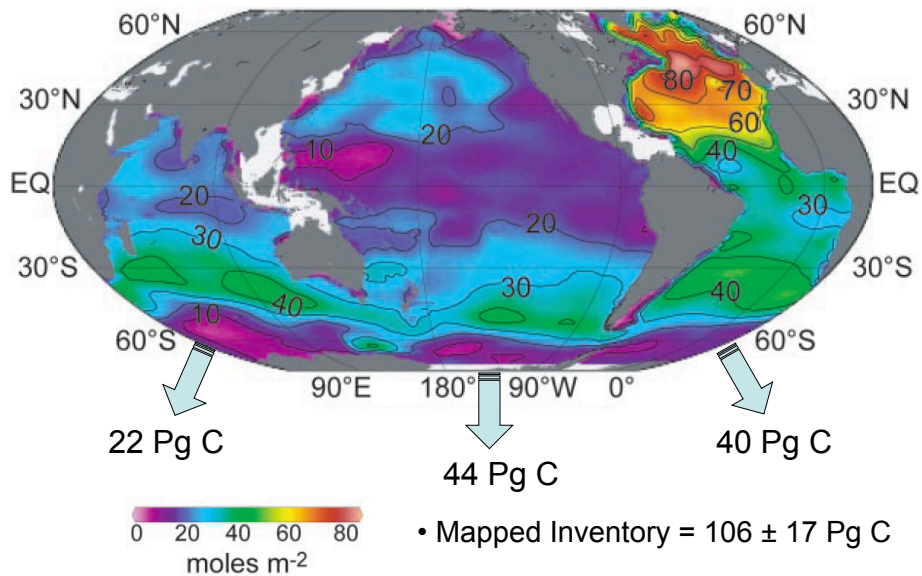 60°N
60°N
80
70
30°N
30°N
60
20
10
40
EQ
EQ
20
20
30
30
30°S
30
30°S
40
40
10
60°S
60°S
90°E
180°
90°W
0°
22 Pg C
40 Pg C
44 Pg C
0 20 40 60 80
moles m-2
• Mapped Inventory = 106 ± 17 Pg C